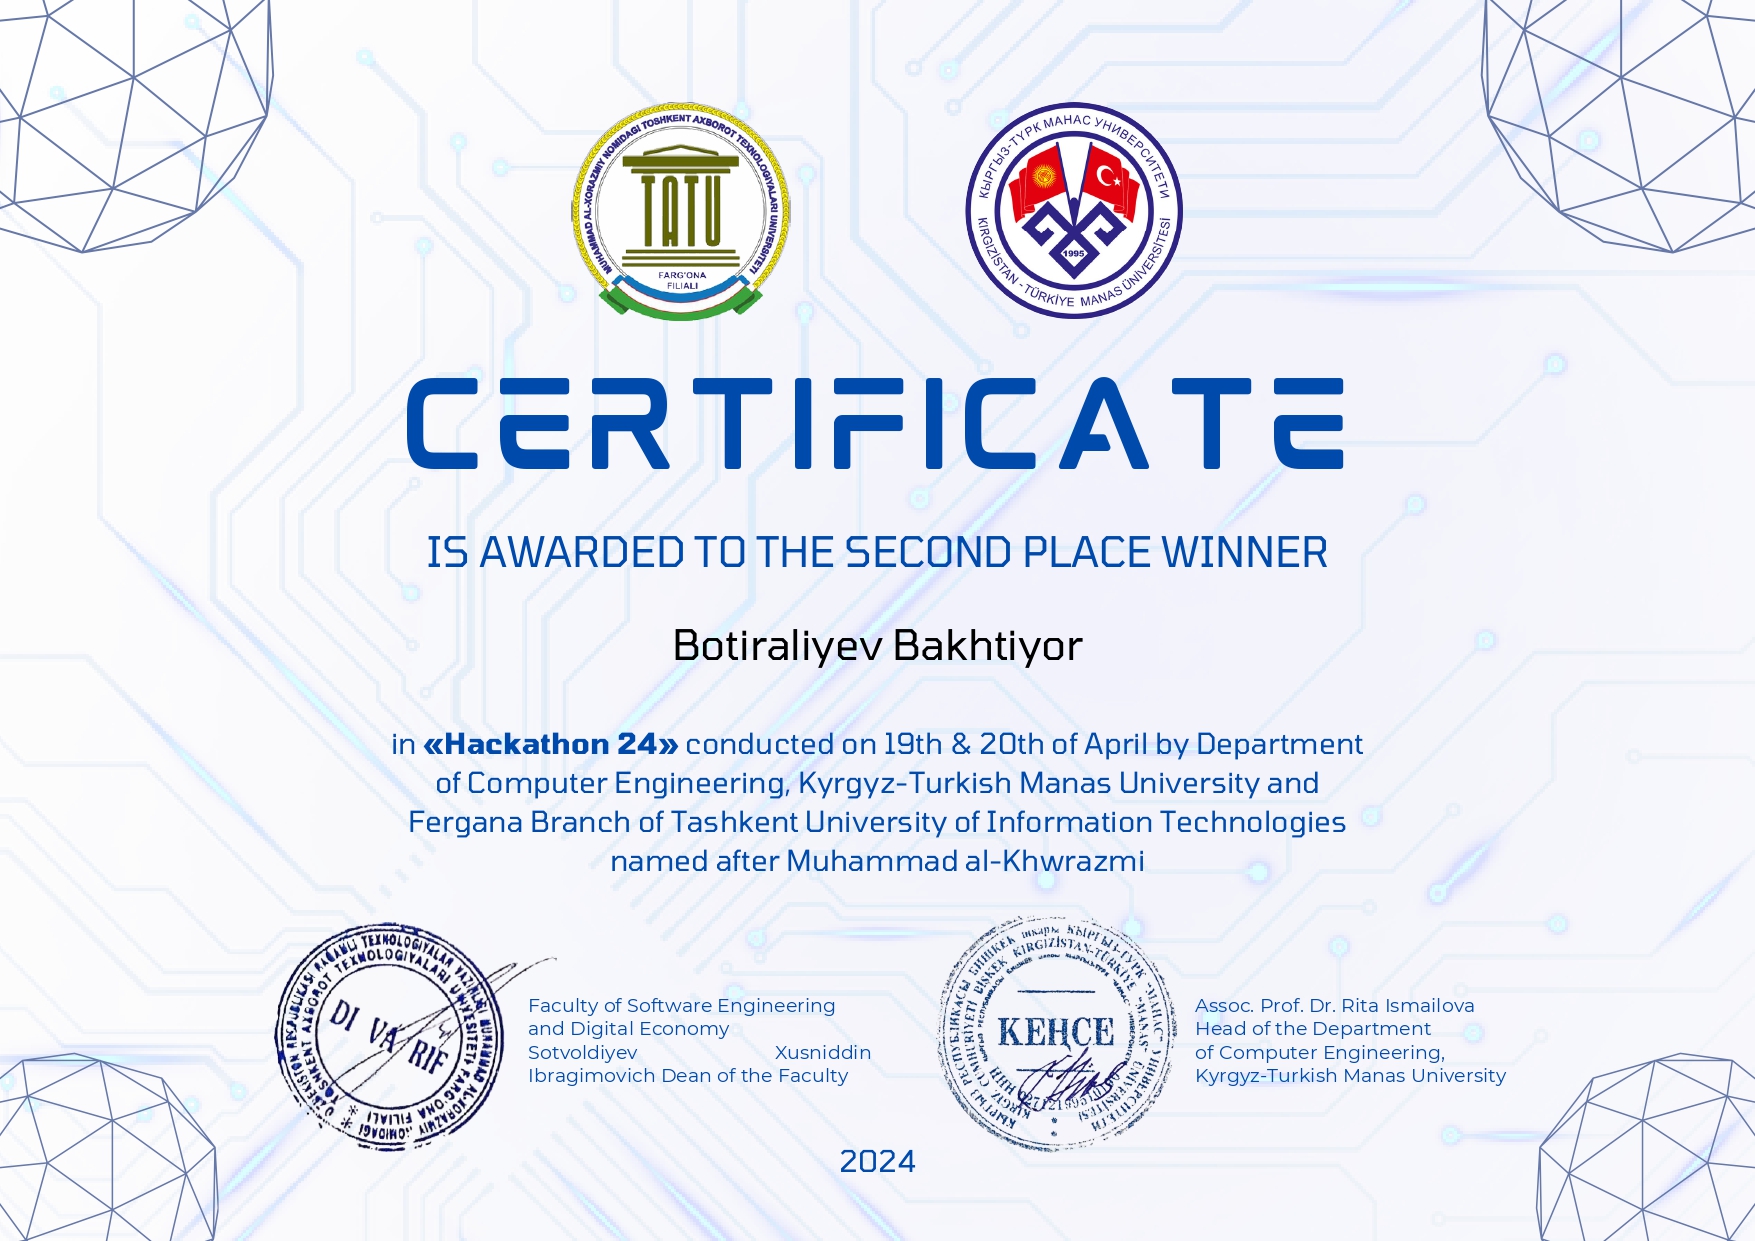 MUHAMMAD AL-XORAZMIY NOMIDAGI TOSHKENT AXBOROT TEXNOLOGIYALARI UNIVERSITETI
TATU
FARG'ONA
FILIALI
КЫРГЫЗ-ТҮРК МАНАС УНИВЕРСИТЕТИ
1995
KIRGIZİSTAN - TÜRKİYE MANAS ÜNİVERSİTESİ
CERTIFICATE
IS AWARDED TO THE SECOND PLACE WINNER
Botiraliyev Bakhtiyor
in «Hackathon 24» conducted on 19th & 20th of April by Department
of Computer Engineering, Kyrgyz-Turkish Manas University and
Fergana Branch of Tashkent University of Information Technologies
named after Muhammad al-Khwrazmi
DI VA RIF
Faculty of Software Engineering
and Digital Economy
Sotvoldiyev Xusniddin
Ibragimovich Dean of the Faculty
КЕҢСЕ
Assoc. Prof. Dr. Rita Ismailova
Head of the Department
of Computer Engineering,
Kyrgyz-Turkish Manas University
2024